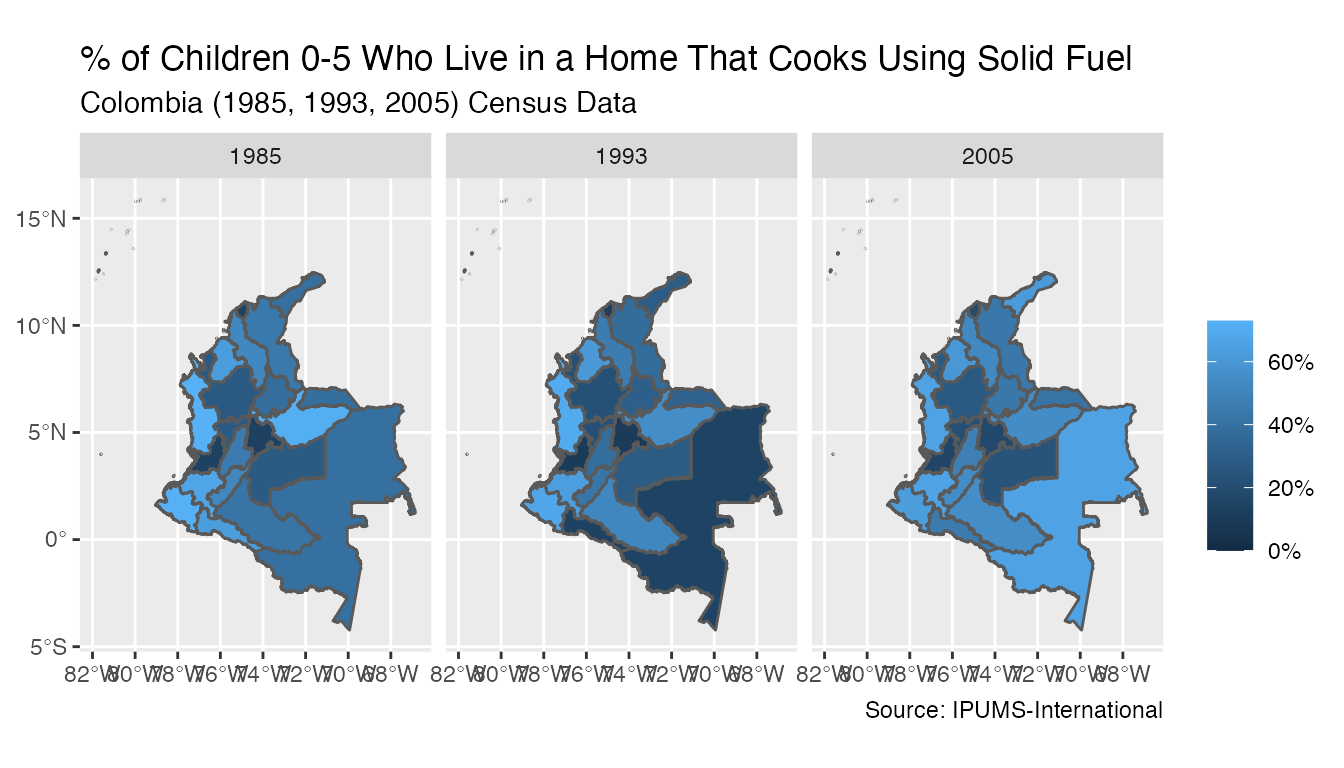 % of Children 0-5 Who Live in a Home That Cooks Using Solid Fuel
Colombia (1985, 1993, 2005) Census Data
1985 1993 2005
15°N
10°N
5°N
0°
5°S
60%
40%
20%
0%
82°W 80°W 78°W 76°W 74°W 72°W 70°W 68°W 82°W 80°W 78°W 76°W 74°W 72°W 70°W 68°W 82°W 80°W 78°W 76°W 74°W 72°W 70°W 68°W
Source: IPUMS-International